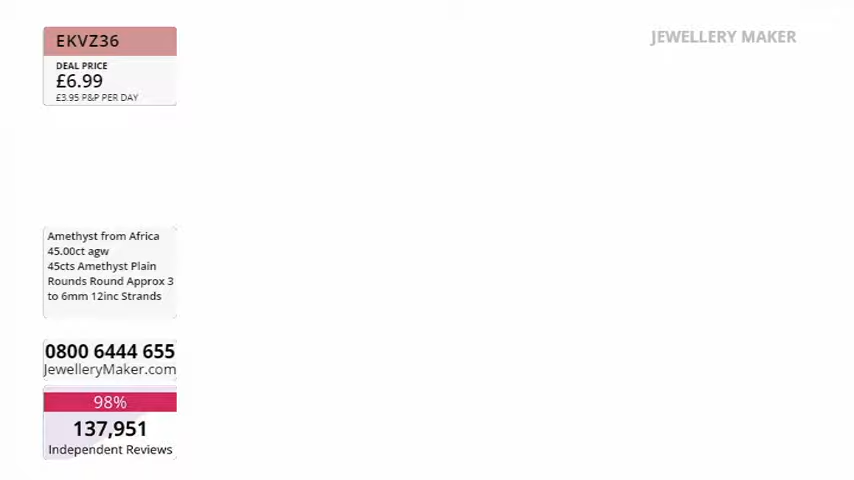 EKVZ36
JEWELLERY MAKER
DEAL PRICE
£6.99
£3.95 P&P PER DAY
Amethyst from Africa
45.00ct agw
45cts Amethyst Plain
Rounds Round Approx 3
to 6mm 12inc Strands
0800 6444 655
JewelleryMaker.com
98%
137,951
Independent Reviews